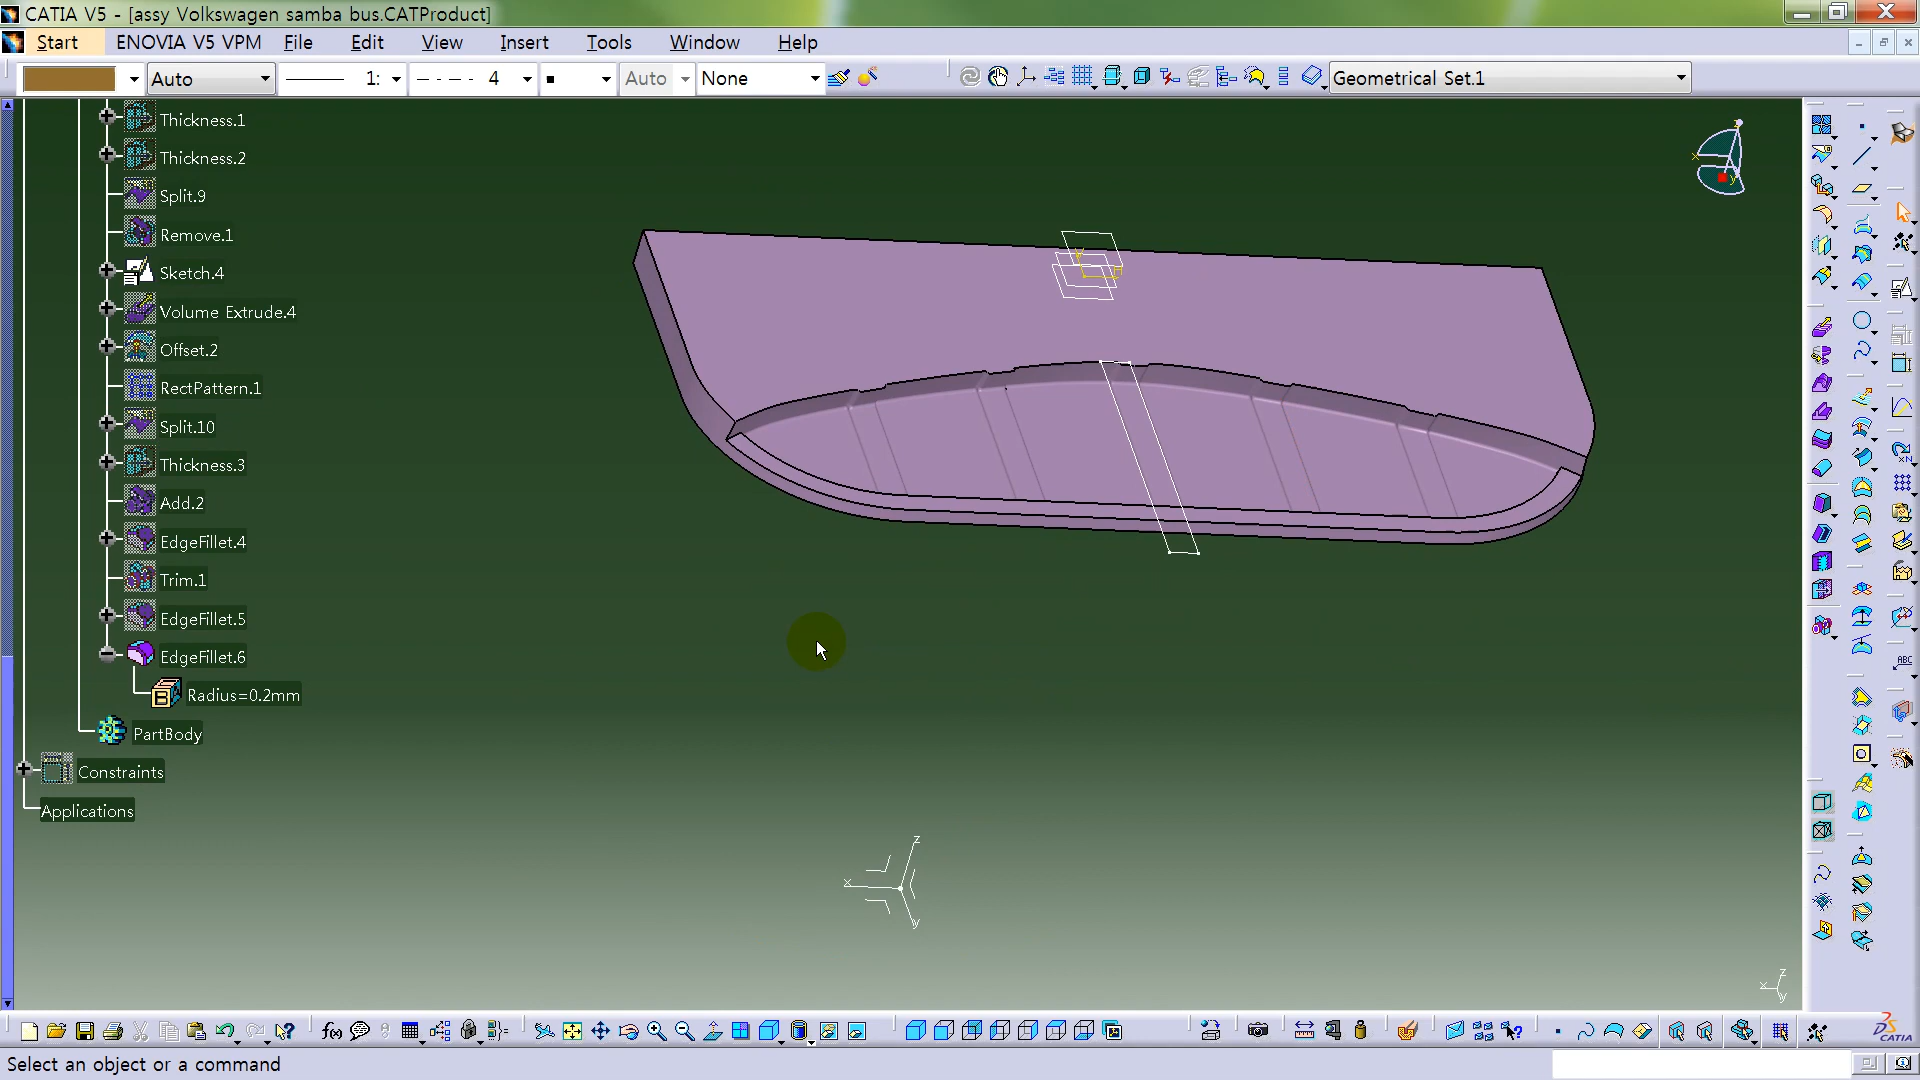 CATIA V5 - [assy Volkswagen samba bus.CATProduct]
Start ENOVIA V5 VPM File Edit View Insert Tools Window Help
Auto 1: 4 Auto None Geometrical Set.1
Thickness.1
Thickness.2
Split.9
Remove.1
Sketch.4
Volume Extrude.4
Offset.2
RectPattern.1
Split.10
Thickness.3
Add.2
EdgeFillet.4
Trim.1
EdgeFillet.5
EdgeFillet.6
Radius=0.2mm
PartBody
Constraints
Applications
z
x
y
z
x
y
Select an object or a command
CATIA